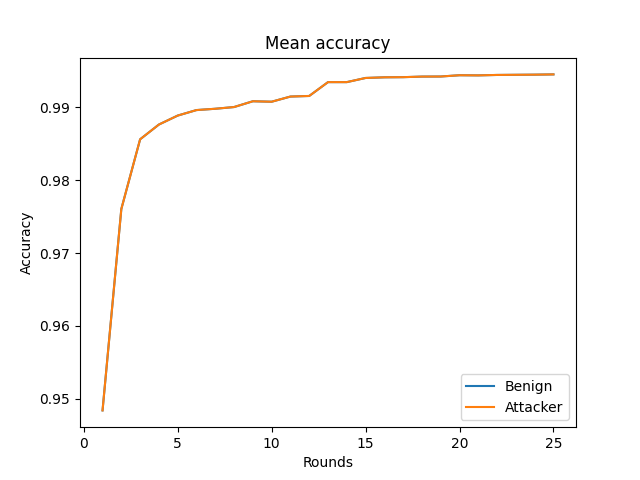 Mean accuracy
Accuracy
0.99
0.98
0.97
0.96
0.95
Benign
Attacker
0 5 10 15 20 25
Rounds